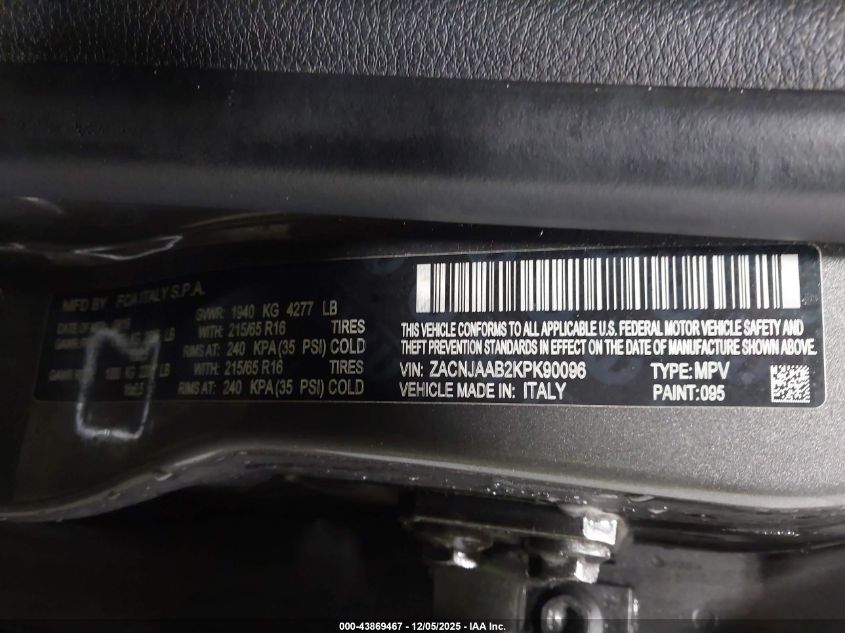 MFD BY FCA ITALY S.P.A.
GVWR: 1940 KG 4277 LB
DATE OF
WITH: 215/65 R16 TIRES
RIMS AT: 240 KPA (35 PSI) COLD
WITH: 215/65 R16 TIRES
RIMS AT: 240 KPA (35 PSI) COLD
THIS VEHICLE CONFORMS TO ALL APPLICABLE U.S. FEDERAL MOTOR VEHICLE SAFETY AND
THEFT PREVENTION STANDARDS IN EFFECT ON THE DATE OF MANUFACTURE SHOWN ABOVE.
VIN: ZACNJAAB2KPK90096 TYPE: MPV
VEHICLE MADE IN: ITALY PAINT: 095
000-43869467 - 12/05/2025 - IAA Inc.